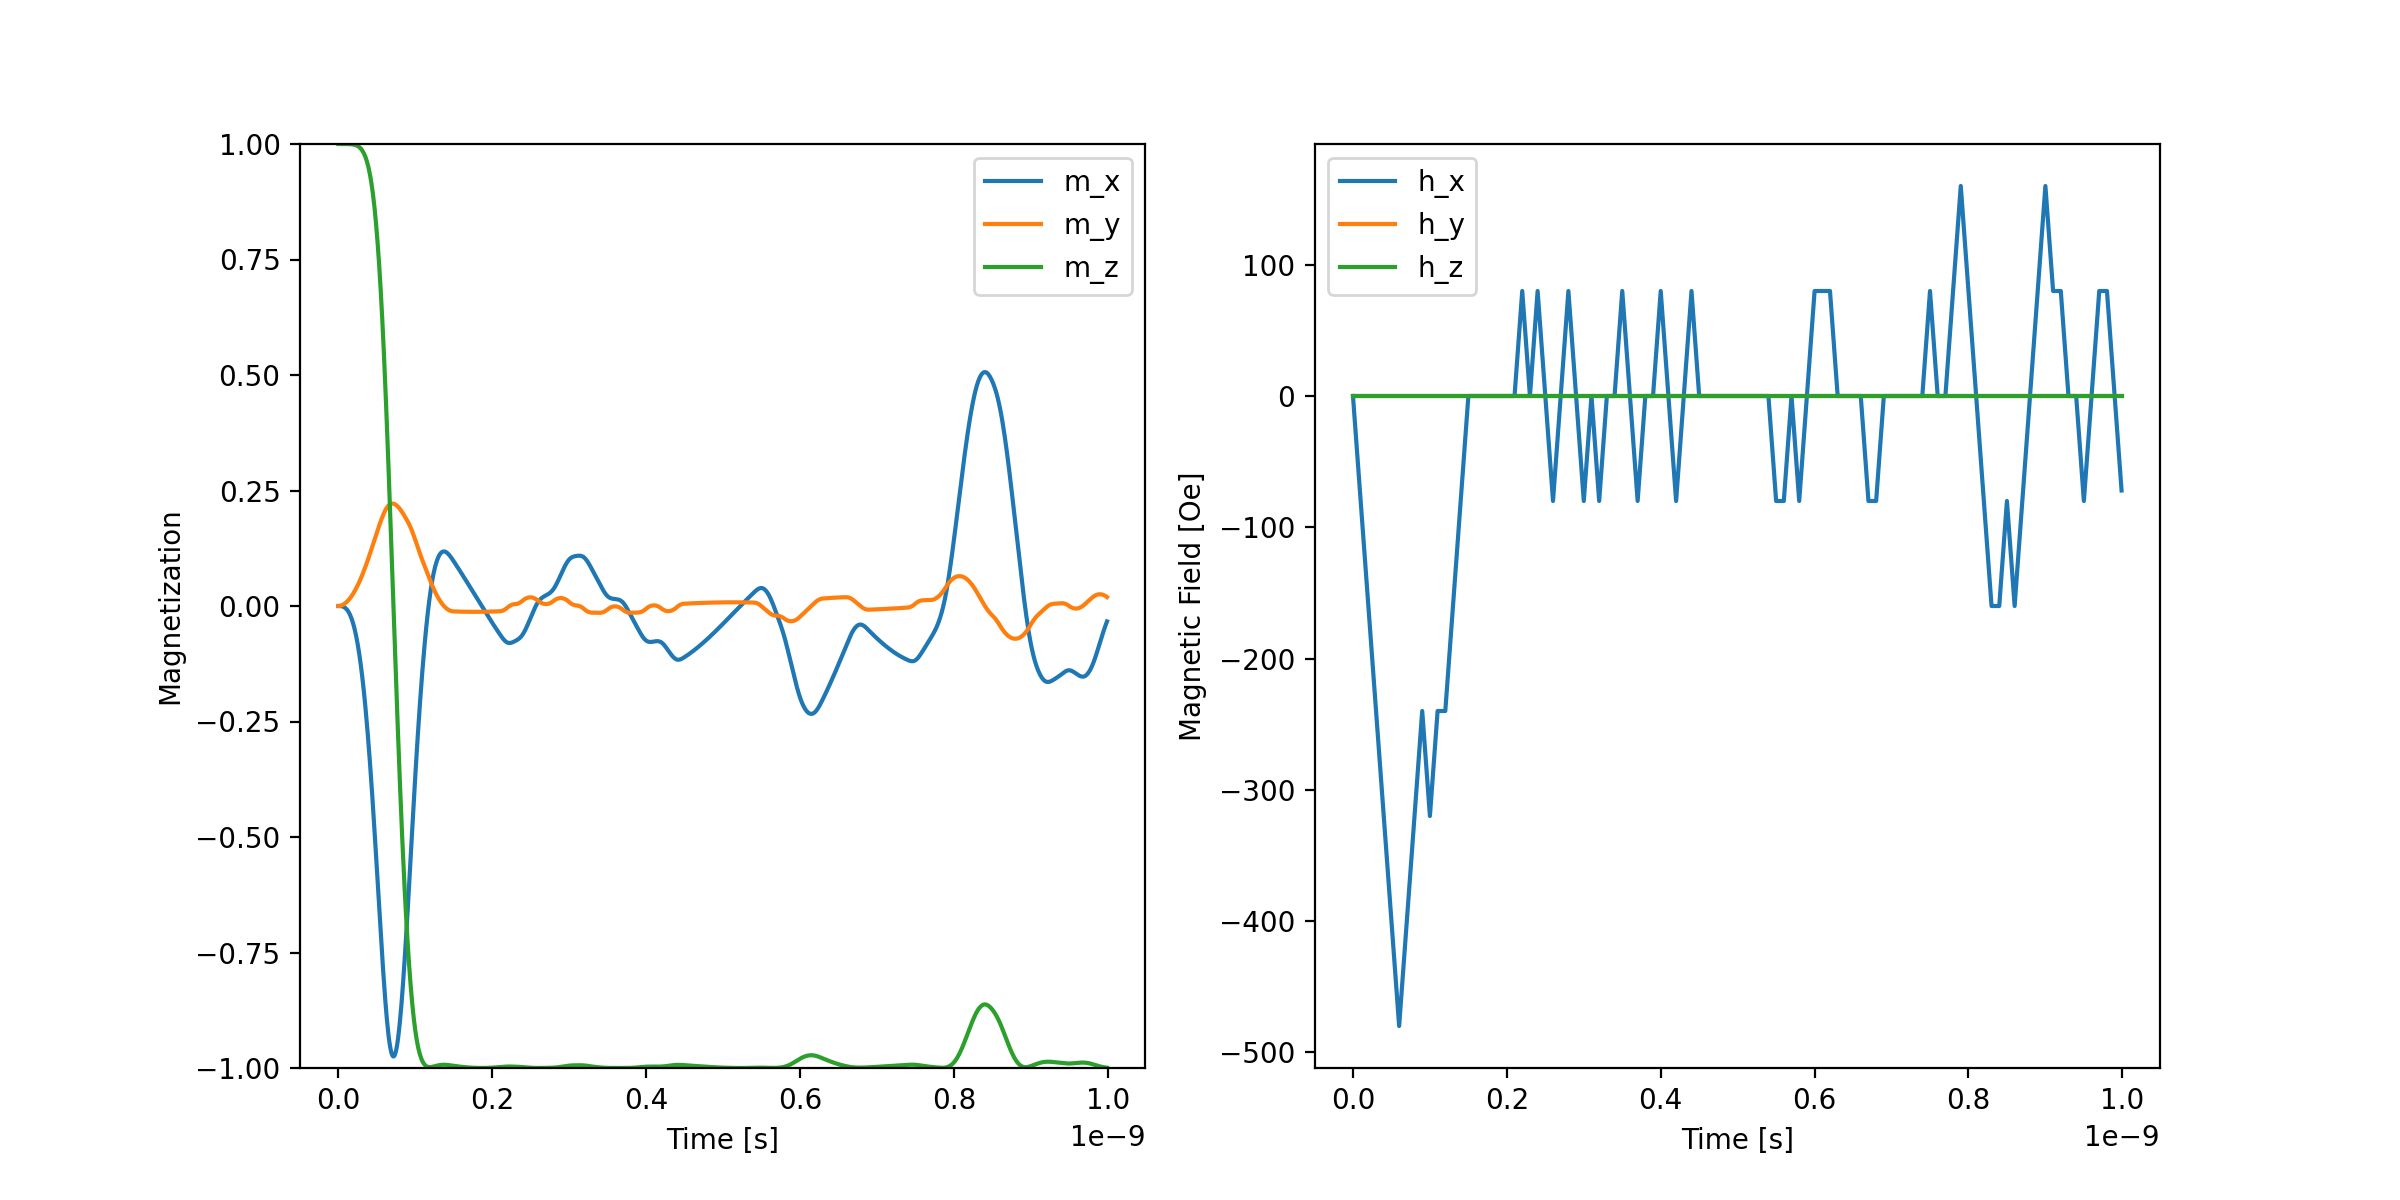 Magnetization
1.00
0.75
0.50
0.25
0.00
−0.25
−0.50
−0.75
−1.00
m_x
m_y
m_z
0.0 0.2 0.4 0.6 0.8 1.0
Time [s]
1e−9
Magnetic Field [Oe]
100
0
−100
−200
−300
−400
−500
h_x
h_y
h_z
0.0 0.2 0.4 0.6 0.8 1.0
Time [s]
1e−9